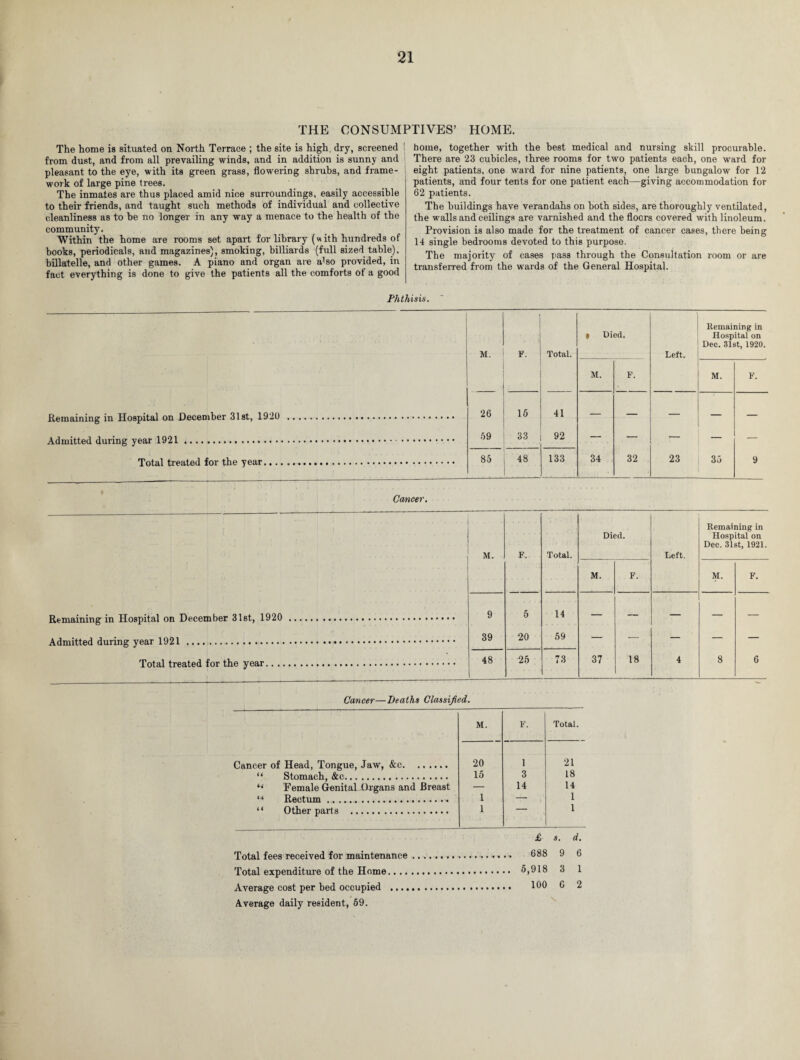 21
THE CONSUMPTIVES’ HOME.
The home is situated on North Terrace ; the site is high, dry, screened
from dust, and from all prevailing winds, and in addition is sunny and
pleasant to the eye, with its green grass, flowering shrubs, and frame-
work of large pine trees.
The inmates are thus placed amid nice surroundings, easily accessible
to their friends, and taught such methods of individual and collective
cleanliness as to be no longer in any way a menace to the health of the
community.
Within the home are rooms set apart for library (with hundreds of
books, periodicals, and magazines), smoking, billiards (full sized table),
billatelle, and other games. A piano and organ are a'so provided, in
fact everything is done to give the patients all the comforts of a good
home, together with the best medical and nursing skill procurable.
There are 23 cubicles, three rooms for two patients each, one ward for
eight patients, one ward for nine patients, one large bungalow for 12
patients, and four tents for one patient each—giving accommodation for
62 patients.
The buildings have verandahs on both sides, are thoroughly ventilated,
the walls and ceilings are varnished and the floors covered with linoleum.
Provision is also made for the treatment of cancer cases, there being
14 single bedrooms devoted to this purpose.
The majority of cases pass through the Consultation room or are
transferred from the wards of the General Hospital.
Phthisis.
M. F. Total. Died. Left. Remaining in Hospital on Dec. 31st, 1920.
M. F. M. F.
Remaining in Hospital on December 31st, 1920 ........ 26 15 41 — — — — —
Admitted during year 1921 ........ 59 33 92 — — — — —
Total treated for the year........ 85 48 133 34 32 23 35 9
Cancer.
M. F. Total. Died. Left. Remaining in Hospital on Dec. 31st, 1921.
M. F. M. F.
Remaining in Hospital on December 31st, 1920 ........ 9 5 14 — — — — —
Admitted during year 1921 ........ 39 20 59 — — — — —
Total treated for the year........ 48 25 73 37 18 4 8 6
Cancer—Deaths Classified.
M. F. Total.
Cancer of Head, Tongue, Jaw, &c. ...... 20 1 21
“ Stomach, &c........ 15 3 18
“ Female Genital Organs and Breast — 14 14
“ Rectum ........ 1 — 1
“ Other parts ........ 1 — 1
£ s. d.
Total fees received for maintenance ........ 688 9 6
Total expenditure of the Home........ 5,918 3 1
Average cost per bed occupied ........ 100 6 2
Average daily resident, 59.